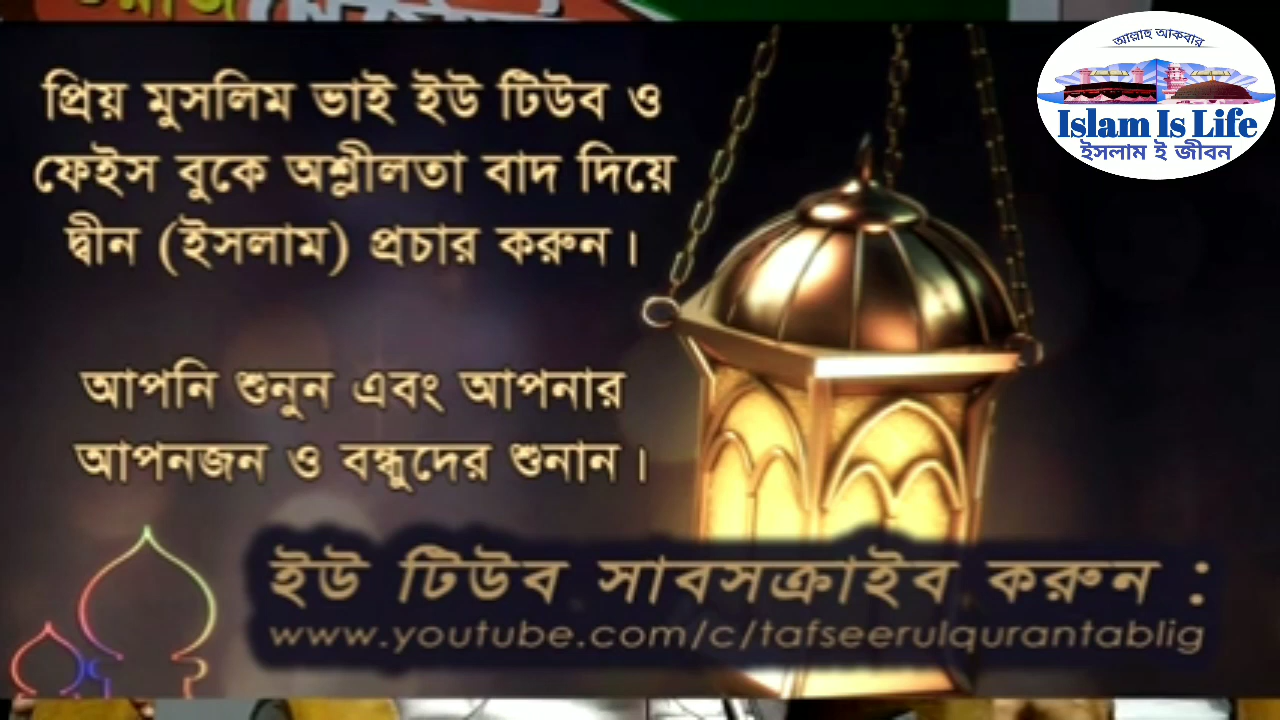 আল্লাহু আকবার
Islam Is Life
ইসলাম ই জীবন
প্রিয় মুসলিম ভাই ইউ টিউব ও
ফেইস বুকে অশ্লীলতা বাদ দিয়ে
দ্বীন (ইসলাম) প্রচার করুন।
আপনি শুনুন এবং আপনার
আপনজন ও বন্ধুদের শুনান।
ইউ টিউব সাবসক্রাইব করুন :
www.youtube.com/c/tafseerulqurantablig